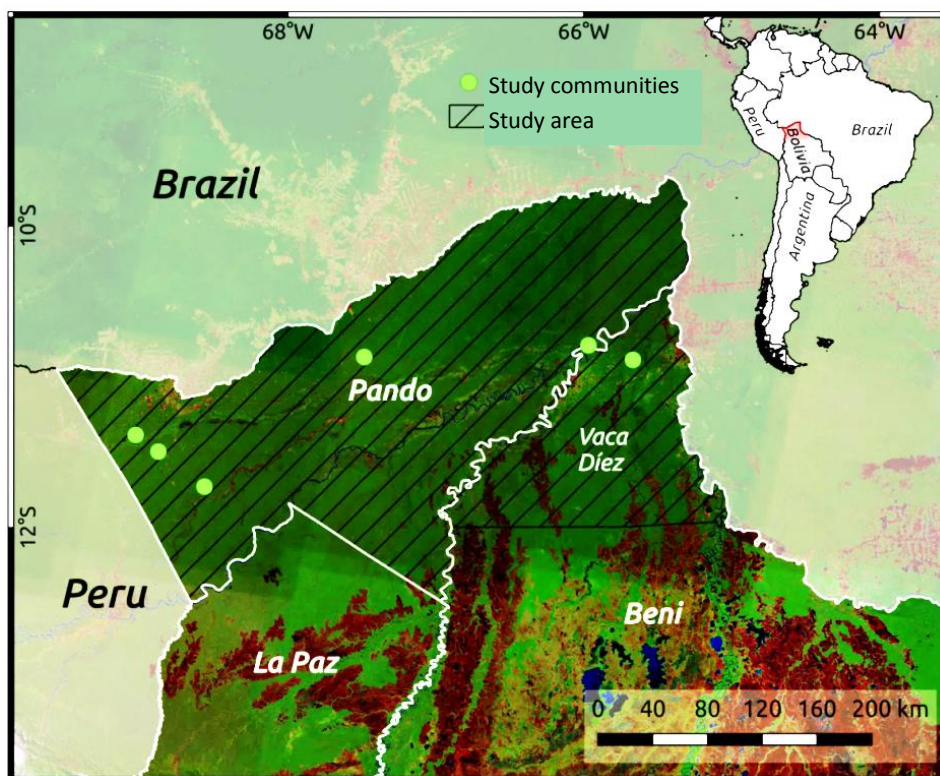 68°W
66°W
64°W
Study communities
Study area
Brazil
Peru
Bolivia
Brazil
Argentina
10°S
Pando
Vaca
Díez
12°S
Peru
La Paz
Beni
0 40 80 120 160 200 km